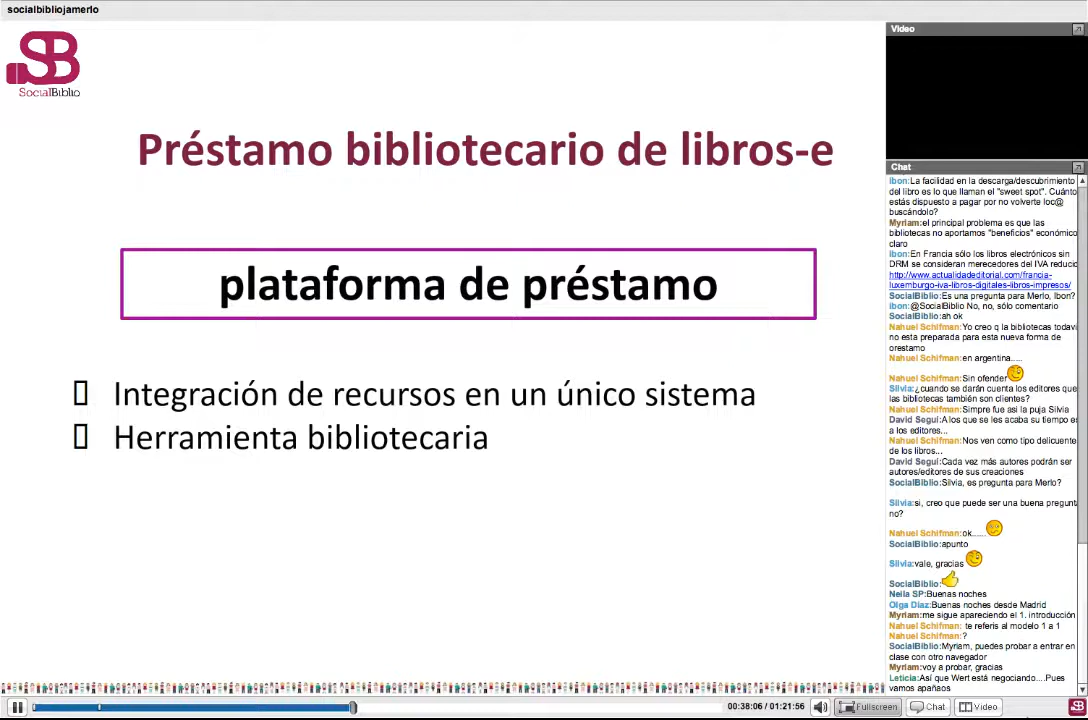 socialbibliojamerlo
SB
SocialBiblio
Préstamo bibliotecario de libros-e
plataforma de préstamo
Integración de recursos en un único sistema
Herramienta bibliotecaria
Video
Chat
Ibon:La facilidad en la descarga/descubrimiento
del libro es lo que llaman el "sweet spot". Cuánto
estás dispuesto a pagar por no volverte loc@
buscándolo?
Myriam:el principal problema es que las
bibliotecas no aportamos "beneficios" económico
claro
Ibon:En Francia sólo los libros electrónicos sin
DRM se consideran merecedores del IVA reducid
http://www.actualidadeditorial.com/francia-
luxemburgo-iva-libros-digitales-libros-impresos/
SocialBiblio:Es una pregunta para Merlo, Ibon?
Ibon:@SocialBiblio No, no, sólo comentario
SocialBiblio:ah ok
Nahuel Schifman:Yo creo q la bibliotecas todaví
no esta preparada para esta nueva forma de
orestamo
Nahuel Schifman:en argentina.....
Nahuel Schifman:Sin ofender
Silvia:¿cuando se darán cuenta los editores que
las bibliotecas también son clientes?
Nahuel Schifman:Simpre fue asi la puja Silvia
David Seguí:A los que se les acaba su tiempo es
a los editores...
Nahuel Schifman:Nos ven como tipo delicuente
de los libros...
David Seguí:Cada vez más autores podrán ser
autores/editores de sus creaciones
SocialBiblio:Silvia, es pregunta para Merlo?
Silvia:si, creo que puede ser una buena pregunt
no?
Nahuel Schifman:ok......
SocialBiblio:apunto
Silvia:vale, gracias
SocialBiblio:
Neila SP:Buenas noches
Olga Díaz:Buenas noches desde Madrid
Myriam:me sigue apareciendo el 1. introducción
Nahuel Schifman: te referis al modelo 1 a 1
Nahuel Schifman:?
SocialBiblio:Myriam, puedes probar a entrar en
clase con otro navegador
Myriam:voy a probar, gracias
Leticia:Así que Wert está negociando....Pues
vamos apañaos
00:38:06 / 01:21:56
Fullscreen
Chat
Video
SB